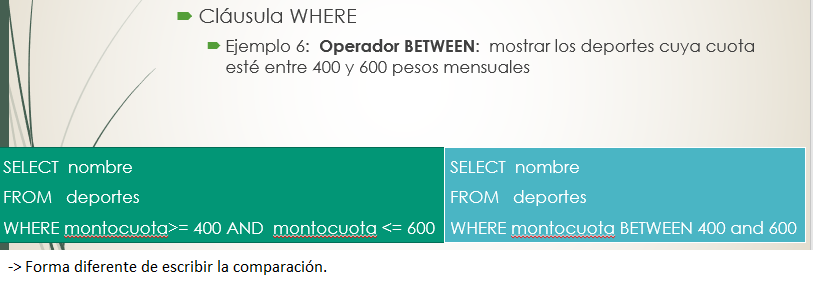 Cláusula WHERE
Ejemplo 6: Operador BETWEEN: mostrar los deportes cuya cuota
esté entre 400 y 600 pesos mensuales
SELECT nombre
FROM deportes
WHERE montocuota>= 400 AND montocuota <= 600
SELECT nombre
FROM deportes
WHERE montocuota BETWEEN 400 and 600
-> Forma diferente de escribir la comparación.